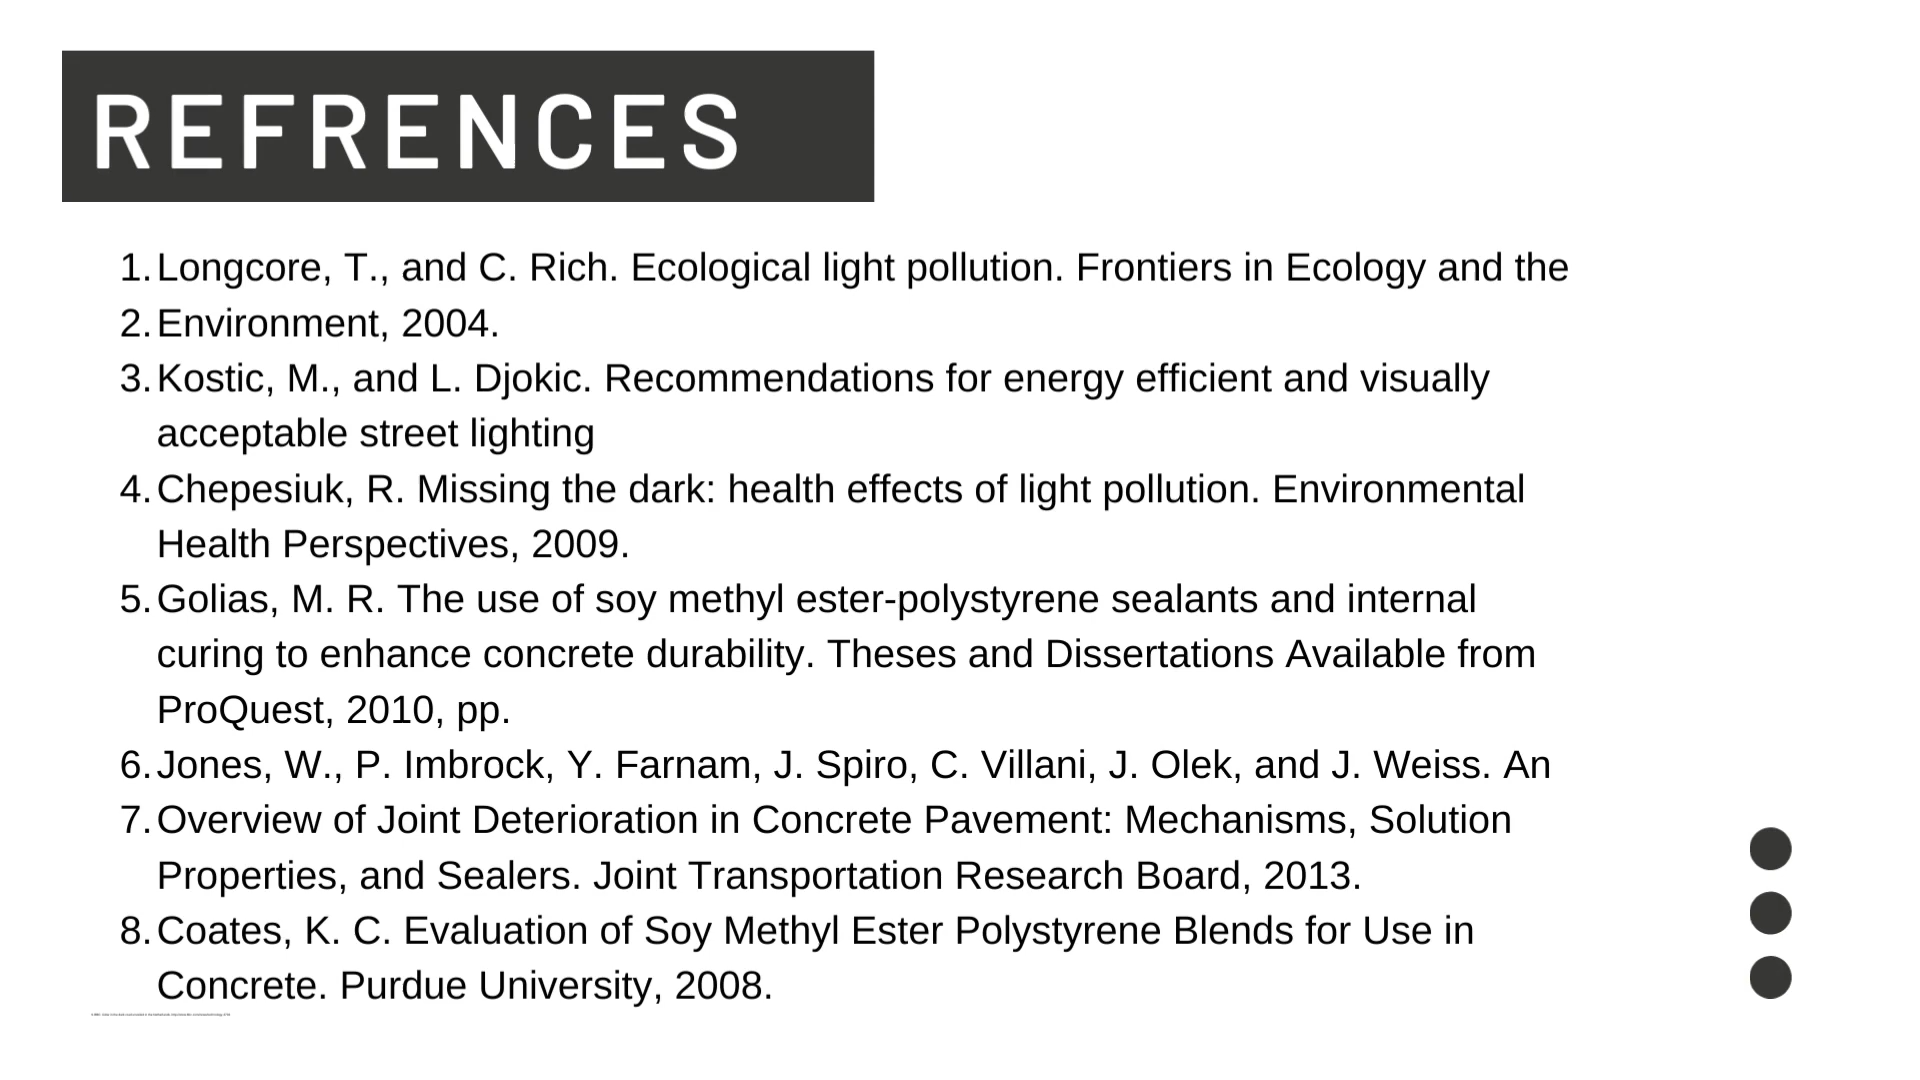 REFRENCES
1. Longcore, T., and C. Rich. Ecological light pollution. Frontiers in Ecology and the
2. Environment, 2004.
3. Kostic, M., and L. Djokic. Recommendations for energy efficient and visually
acceptable street lighting
4. Chepesiuk, R. Missing the dark: health effects of light pollution. Environmental
Health Perspectives, 2009.
5. Golias, M. R. The use of soy methyl ester-polystyrene sealants and internal
curing to enhance concrete durability. Theses and Dissertations Available from
ProQuest, 2010, pp.
6. Jones, W., P. Imbrock, Y. Farnam, J. Spiro, C. Villani, J. Olek, and J. Weiss. An
7. Overview of Joint Deterioration in Concrete Pavement: Mechanisms, Solution
Properties, and Sealers. Joint Transportation Research Board, 2013.
8. Coates, K. C. Evaluation of Soy Methyl Ester Polystyrene Blends for Use in
Concrete. Purdue University, 2008.